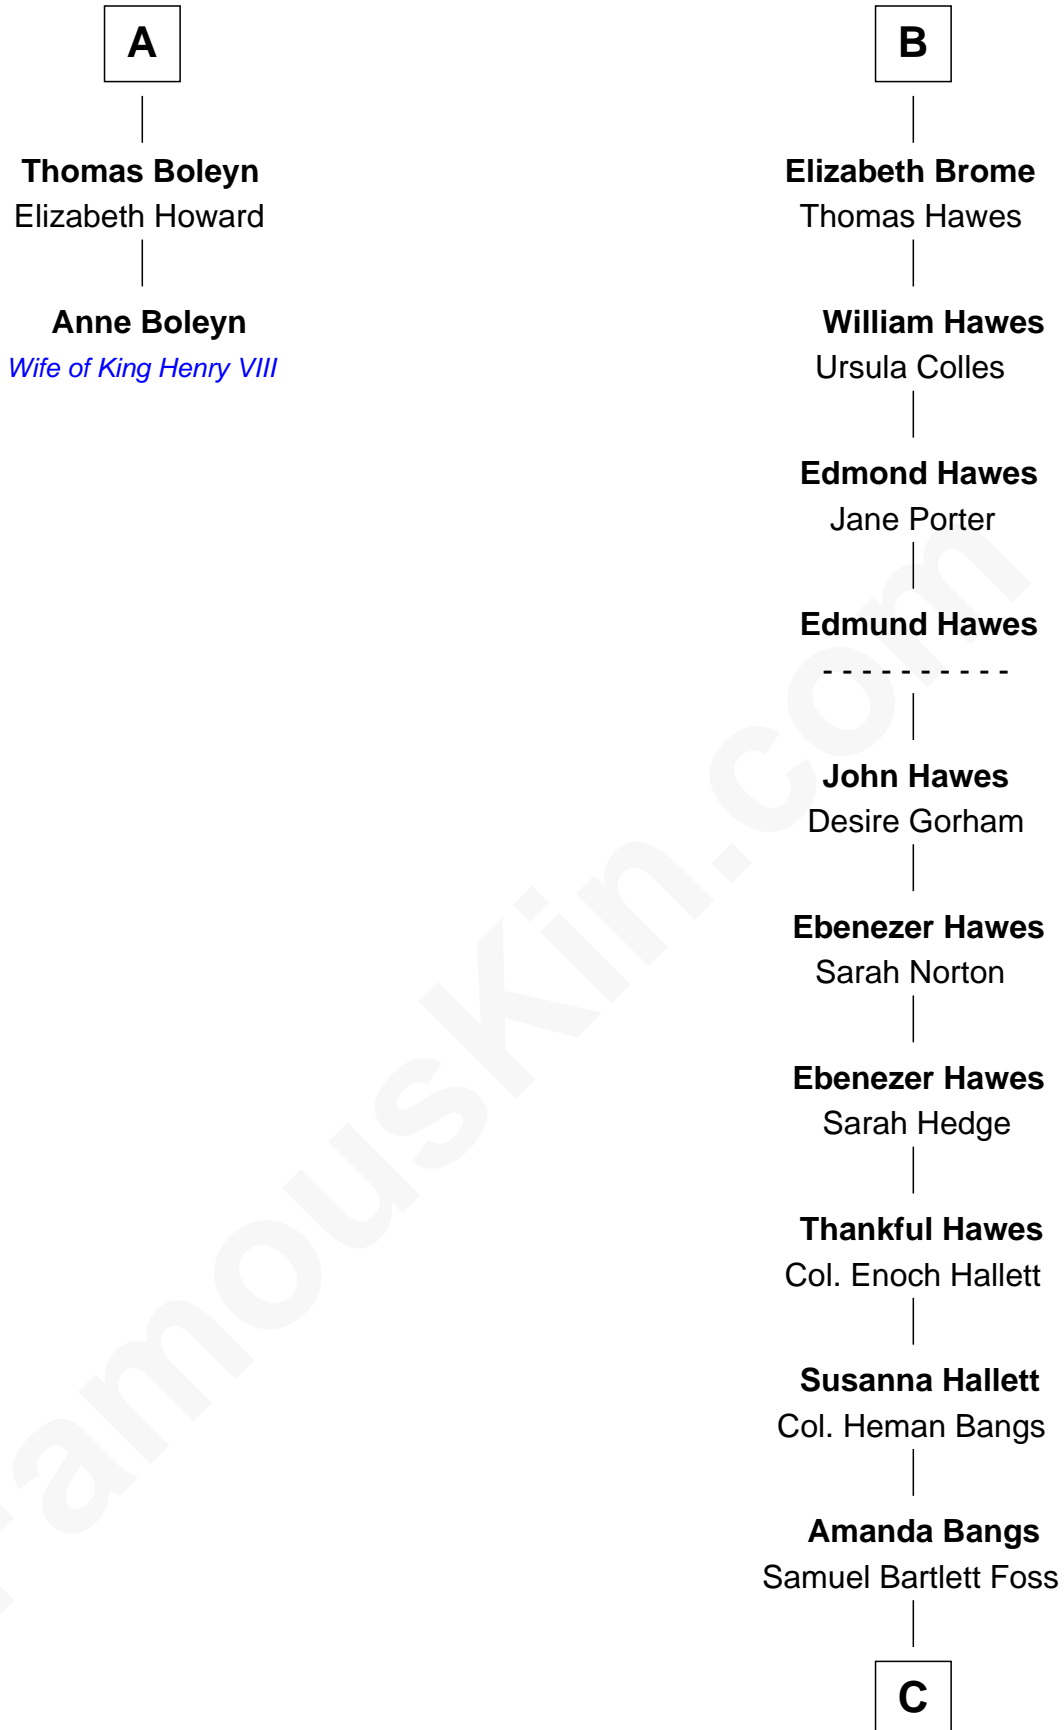 A
Thomas Boleyn
Elizabeth Howard
Anne Boleyn
Wife of King Henry VIII
B
Elizabeth Brome
Thomas Hawes
William Hawes
Ursula Colles
Edmond Hawes
Jane Porter
Edmund Hawes
- - - - - - - - - -
John Hawes
Desire Gorham
Ebenezer Hawes
Sarah Norton
Ebenezer Hawes
Sarah Hedge
Thankful Hawes
Col. Enoch Hallett
Susanna Hallett
Col. Heman Bangs
Amanda Bangs
Samuel Bartlett Foss
C
FamousKin.com